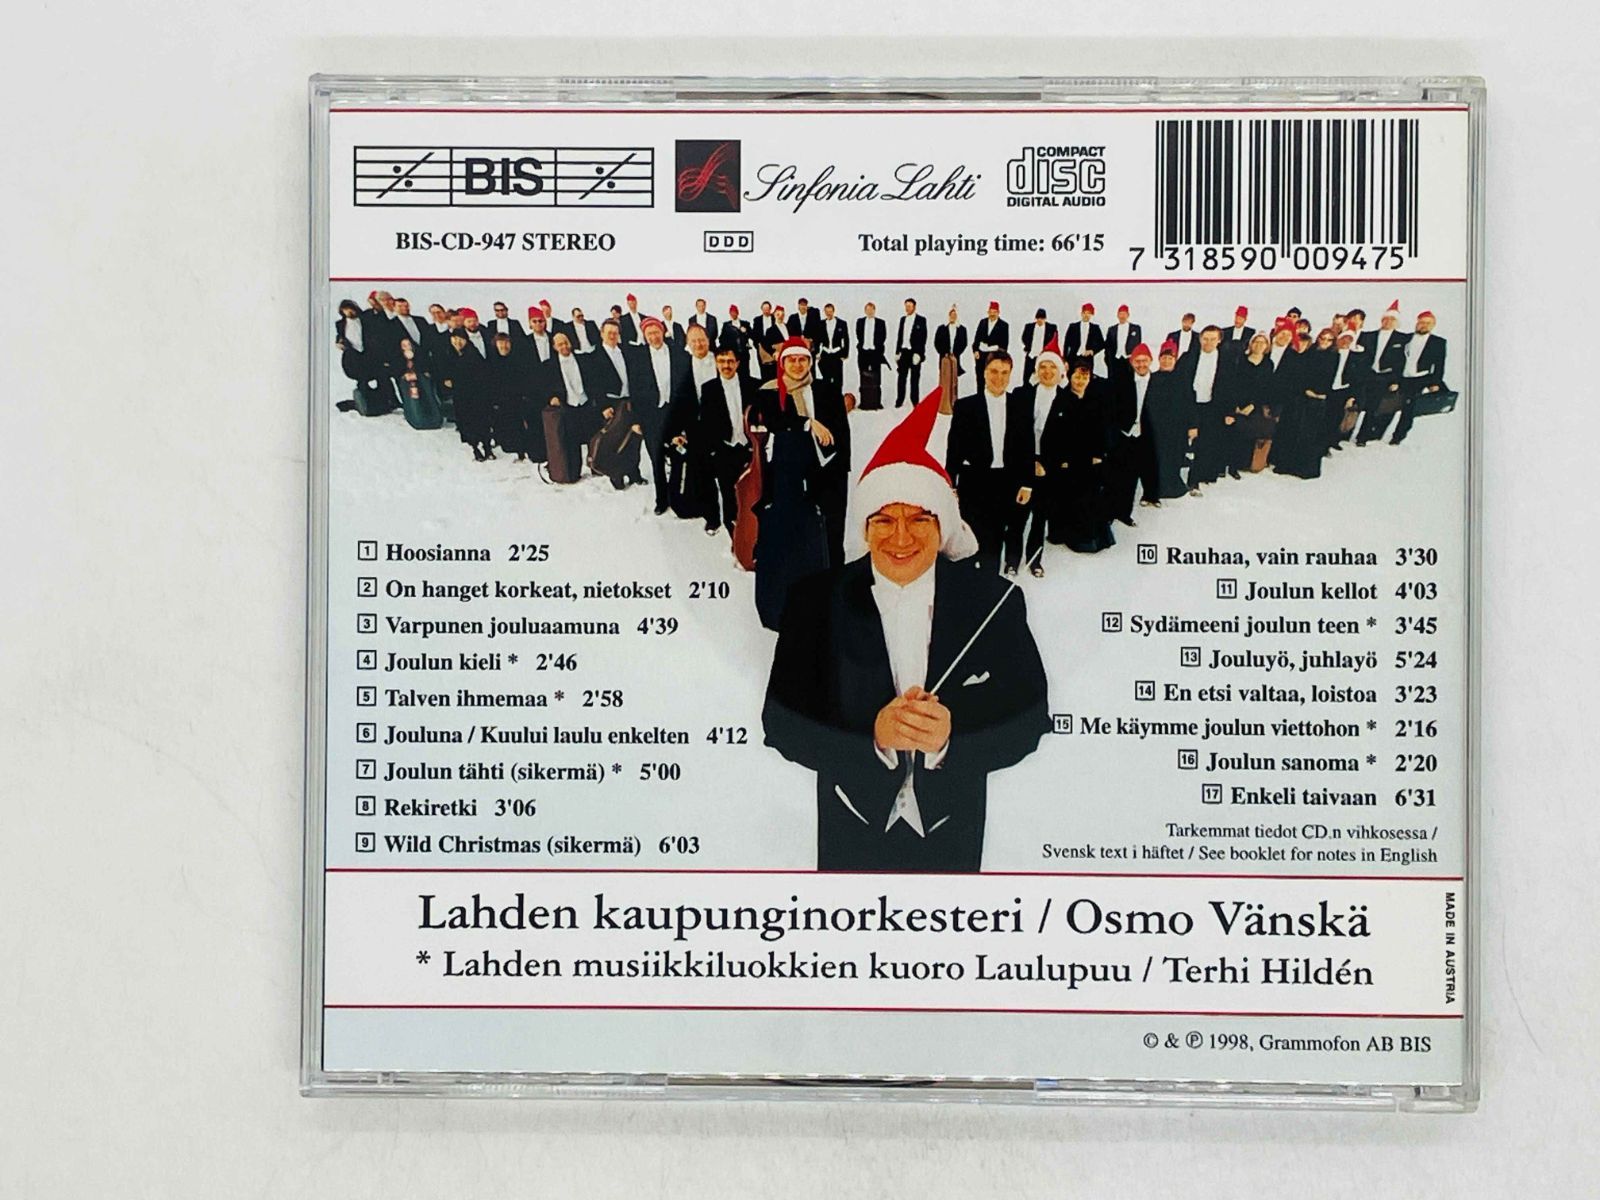 BIS
Sinfonia Lahti
COMPACT
disc
DIGITAL AUDIO
BIS-CD-947 STEREO
DDD
Total playing time: 66'15
7 318590 009475
1 Hoosianna 2'25
2 On hanget korkeat, nietokset 2'10
3 Varpunen jouluaamuna 4'39
4 Joulun kieli * 2'46
5 Talven ihmemaa * 2'58
6 Jouluna / Kuului laulu enkelten 4'12
7 Joulun tähti (sikermä) * 5'00
8 Rekiretki 3'06
9 Wild Christmas (sikermä) 6'03
10 Rauhaa, vain rauhaa 3'30
11 Joulun kellot 4'03
12 Sydämeeni joulun teen * 3'45
13 Jouluyö, juhlayö 5'24
14 En etsi valtaa, loistoa 3'23
15 Me käymme joulun viettohon * 2'16
16 Joulun sanoma * 2'20
17 Enkeli taivaan 6'31
Tarkemmat tiedot CD.n vihkosessa /
Svensk text i häftet / See booklet for notes in English
Lahden kaupunginorkesteri / Osmo Vänskä
* Lahden musiikkiluokkien kuoro Laulupuu / Terhi Hildén
MADE IN AUSTRIA
© & ℗ 1998, Grammofon AB BIS